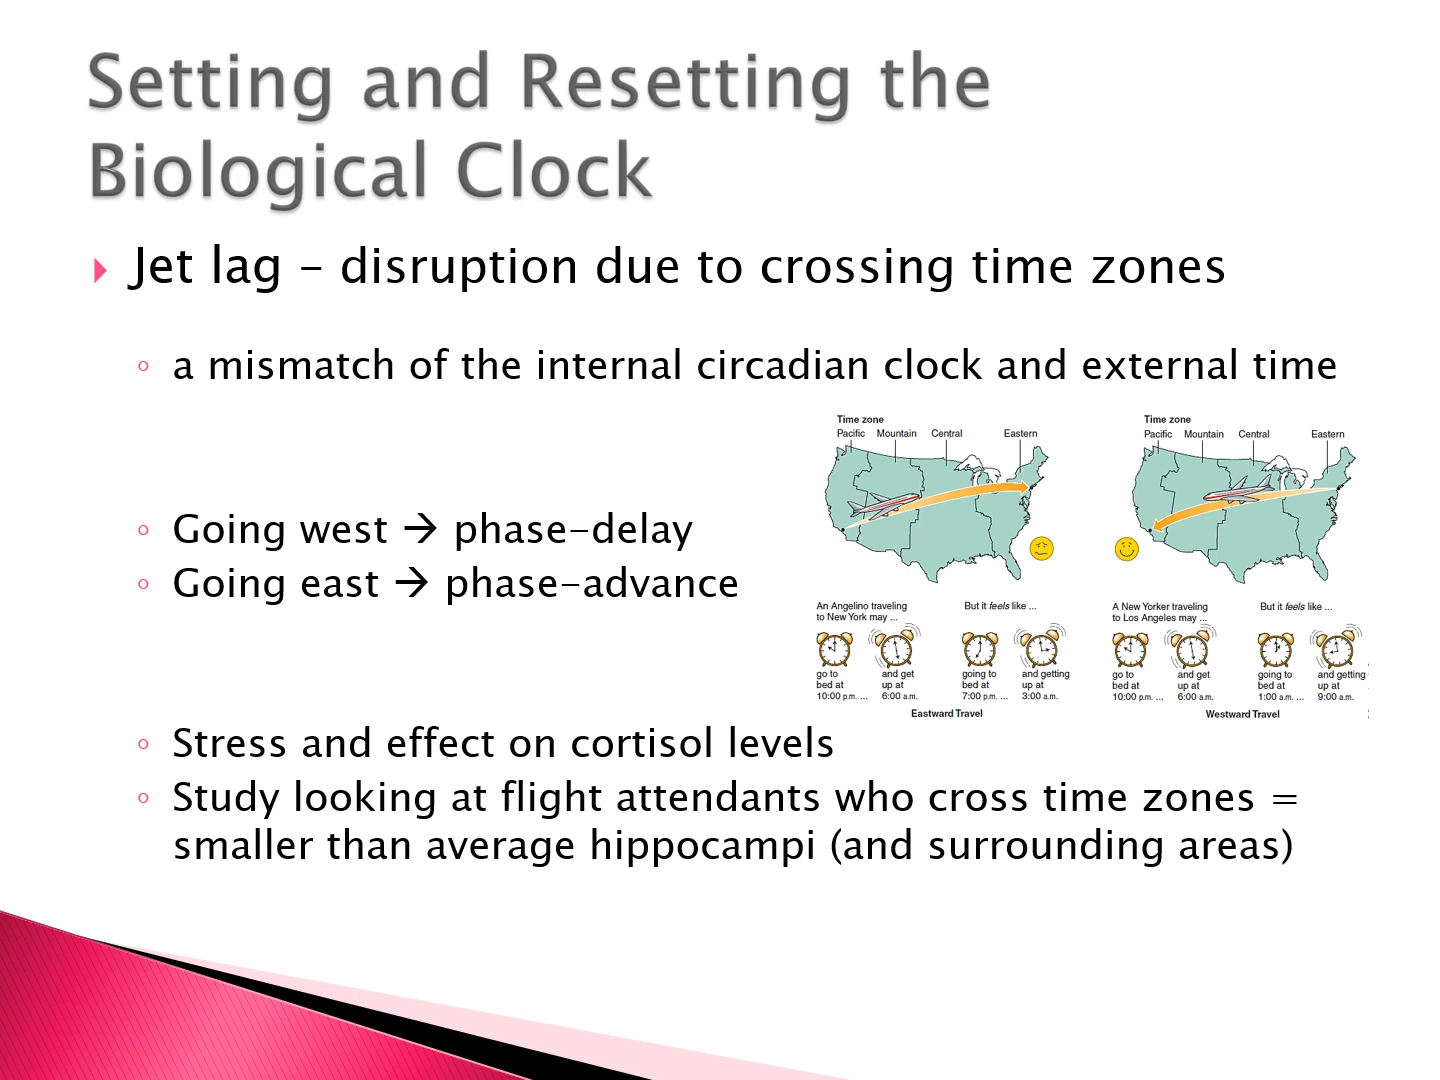 Setting and Resetting the
Biological Clock
Jet lag – disruption due to crossing time zones
a mismatch of the internal circadian clock and external time
Time zone
Pacific Mountain Central Eastern
Time zone
Pacific Mountain Central Eastern
Going west → phase-delay
Going east → phase-advance
An Angelino traveling
to New York may ...
But it feels like ...
go to
bed at
10:00 p.m. ...
and get
up at
6:00 a.m.
going to
bed at
7:00 p.m. ...
and getting
up at
3:00 a.m.
Eastward Travel
A New Yorker traveling
to Los Angeles may ...
But it feels like ...
go to
bed at
10:00 p.m. ...
and get
up at
6:00 a.m.
going to
bed at
1:00 a.m. ...
and getting
up at
9:00 a.m.
Westward Travel
Stress and effect on cortisol levels
Study looking at flight attendants who cross time zones =
smaller than average hippocampi (and surrounding areas)